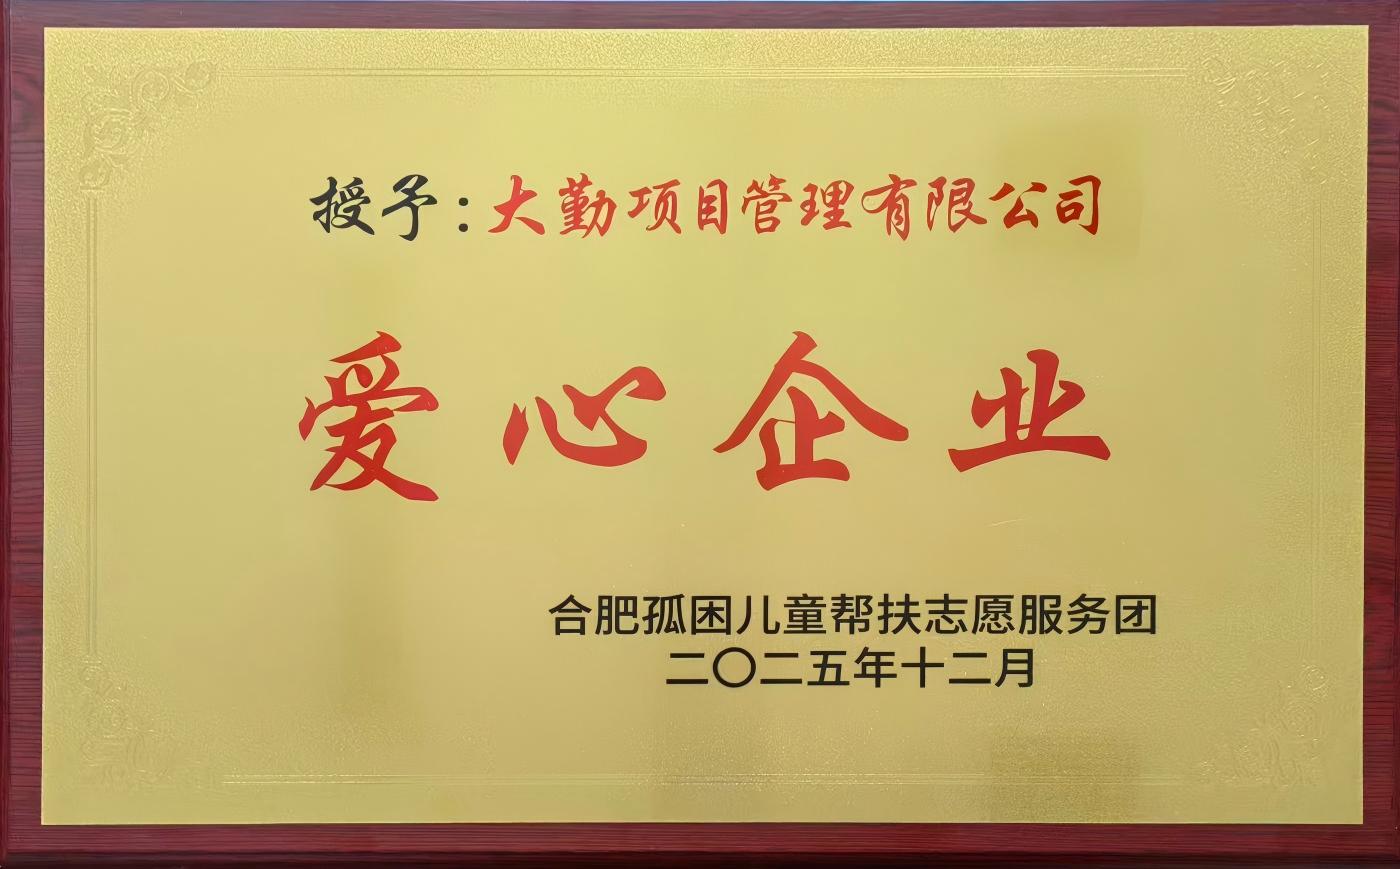 授予:大勤项目管理有限公司
爱心企业
合肥孤困儿童帮扶志愿服务团
二〇二五年十二月